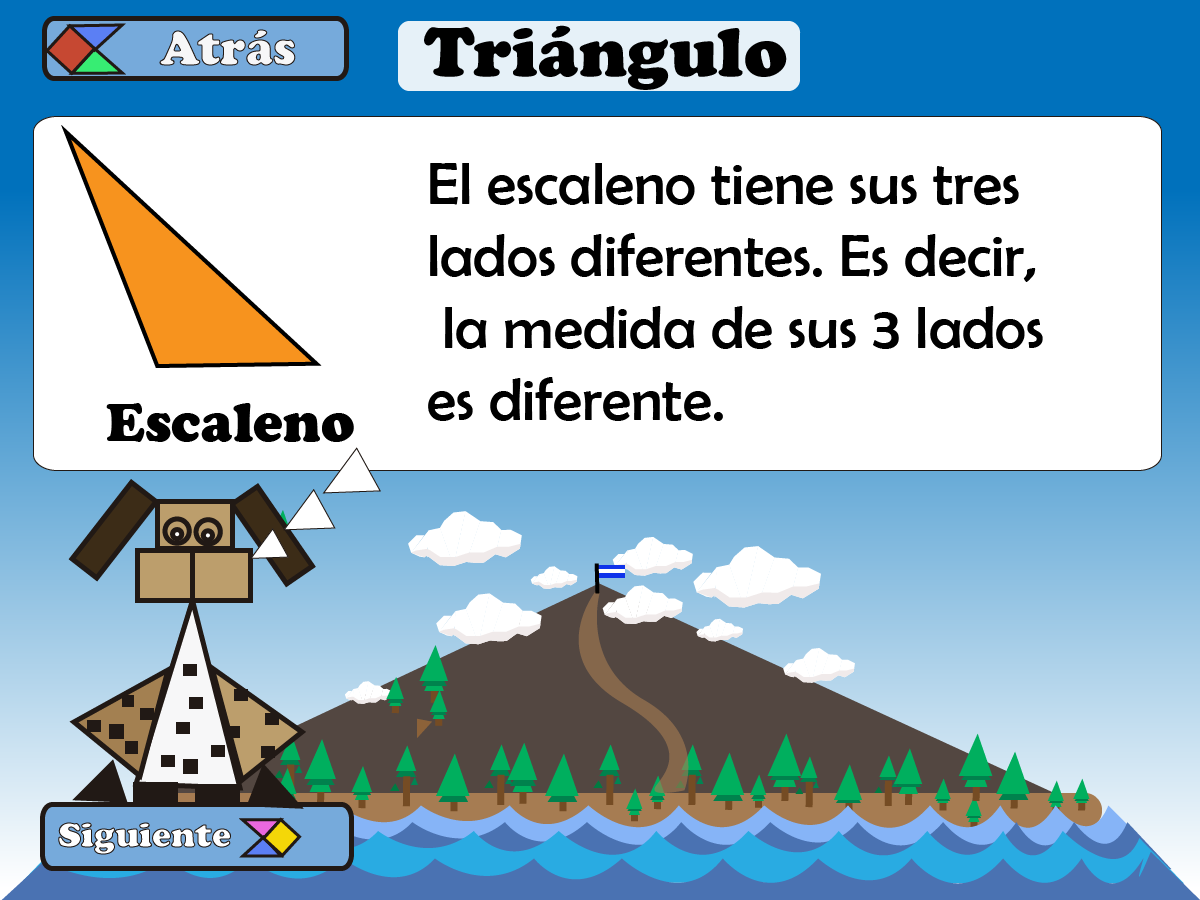 Atrás
Triángulo
El escaleno tiene sus tres
lados diferentes. Es decir,
la medida de sus 3 lados
es diferente.
Escaleno
Siguiente